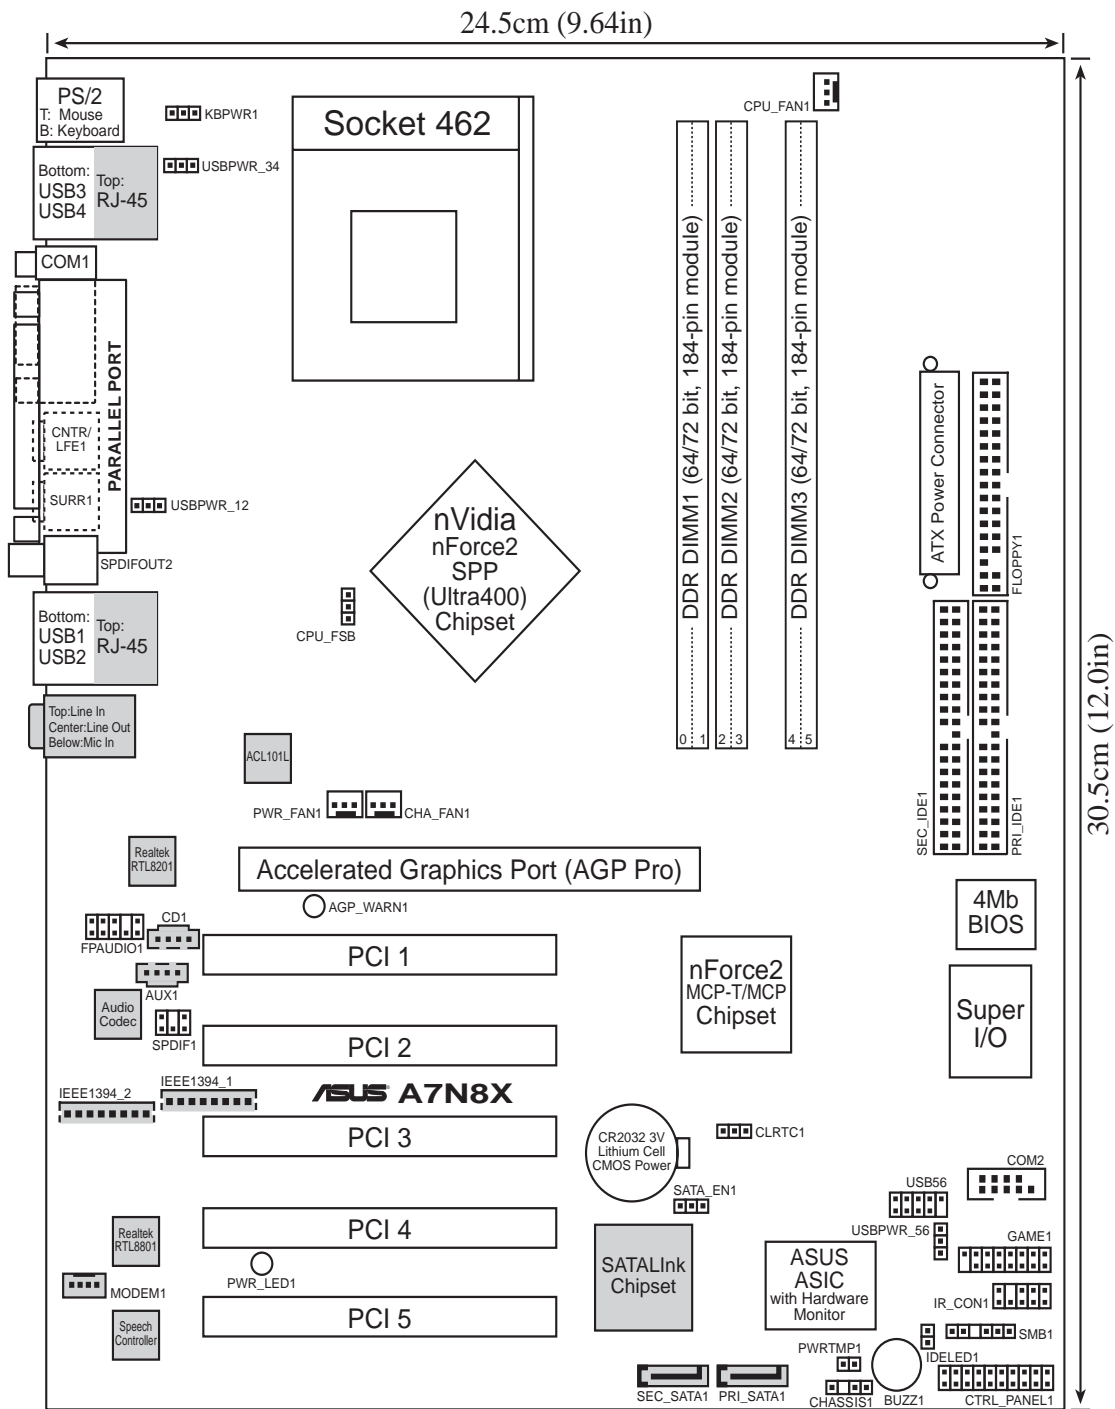 24.5cm (9.64in)
PS/2
T: Mouse
B: Keyboard
KBPWR1
Socket 462
CPU_FAN1
Bottom:
USB3
USB4
Top:
RJ-45
USBPWR_34
COM1
PARALLEL PORT
CNTR/
LFE1
SURR1
USBPWR_12
SPDIFOUT2
DDR DIMM1 (64/72 bit, 184-pin module)
DDR DIMM2 (64/72 bit, 184-pin module)
DDR DIMM3 (64/72 bit, 184-pin module)
0 1
2 3
4 5
ATX Power Connector
FLOPPY1
nVidia
nForce2
SPP
(Ultra400)
Chipset
CPU_FSB
Bottom:
USB1
USB2
Top:
RJ-45
Top:Line In
Center:Line Out
Below:Mic In
ACL101L
PWR_FAN1
CHA_FAN1
SEC_IDE1
PRI_IDE1
30.5cm (12.0in)
Realtek
RTL8201
Accelerated Graphics Port (AGP Pro)
AGP_WARN1
4Mb
BIOS
CD1
FPAUDIO1
PCI 1
AUX1
nForce2
MCP-T/MCP
Chipset
Super
I/O
Audio
Codec
SPDIF1
PCI 2
IEEE1394_2
IEEE1394_1
ASUS A7N8X
PCI 3
CR2032 3V
Lithium Cell
CMOS Power
CLRTC1
COM2
SATA_EN1
USB56
USBPWR_56
GAME1
Realtek
RTL8801
PCI 4
PWR_LED1
MODEM1
SATALInk
Chipset
ASUS
ASIC
with Hardware
Monitor
IR_CON1
Speech
Controller
PCI 5
SMB1
PWRTMP1
IDELED1
SEC_SATA1
PRI_SATA1
CHASSIS1
BUZZ1
CTRL_PANEL1